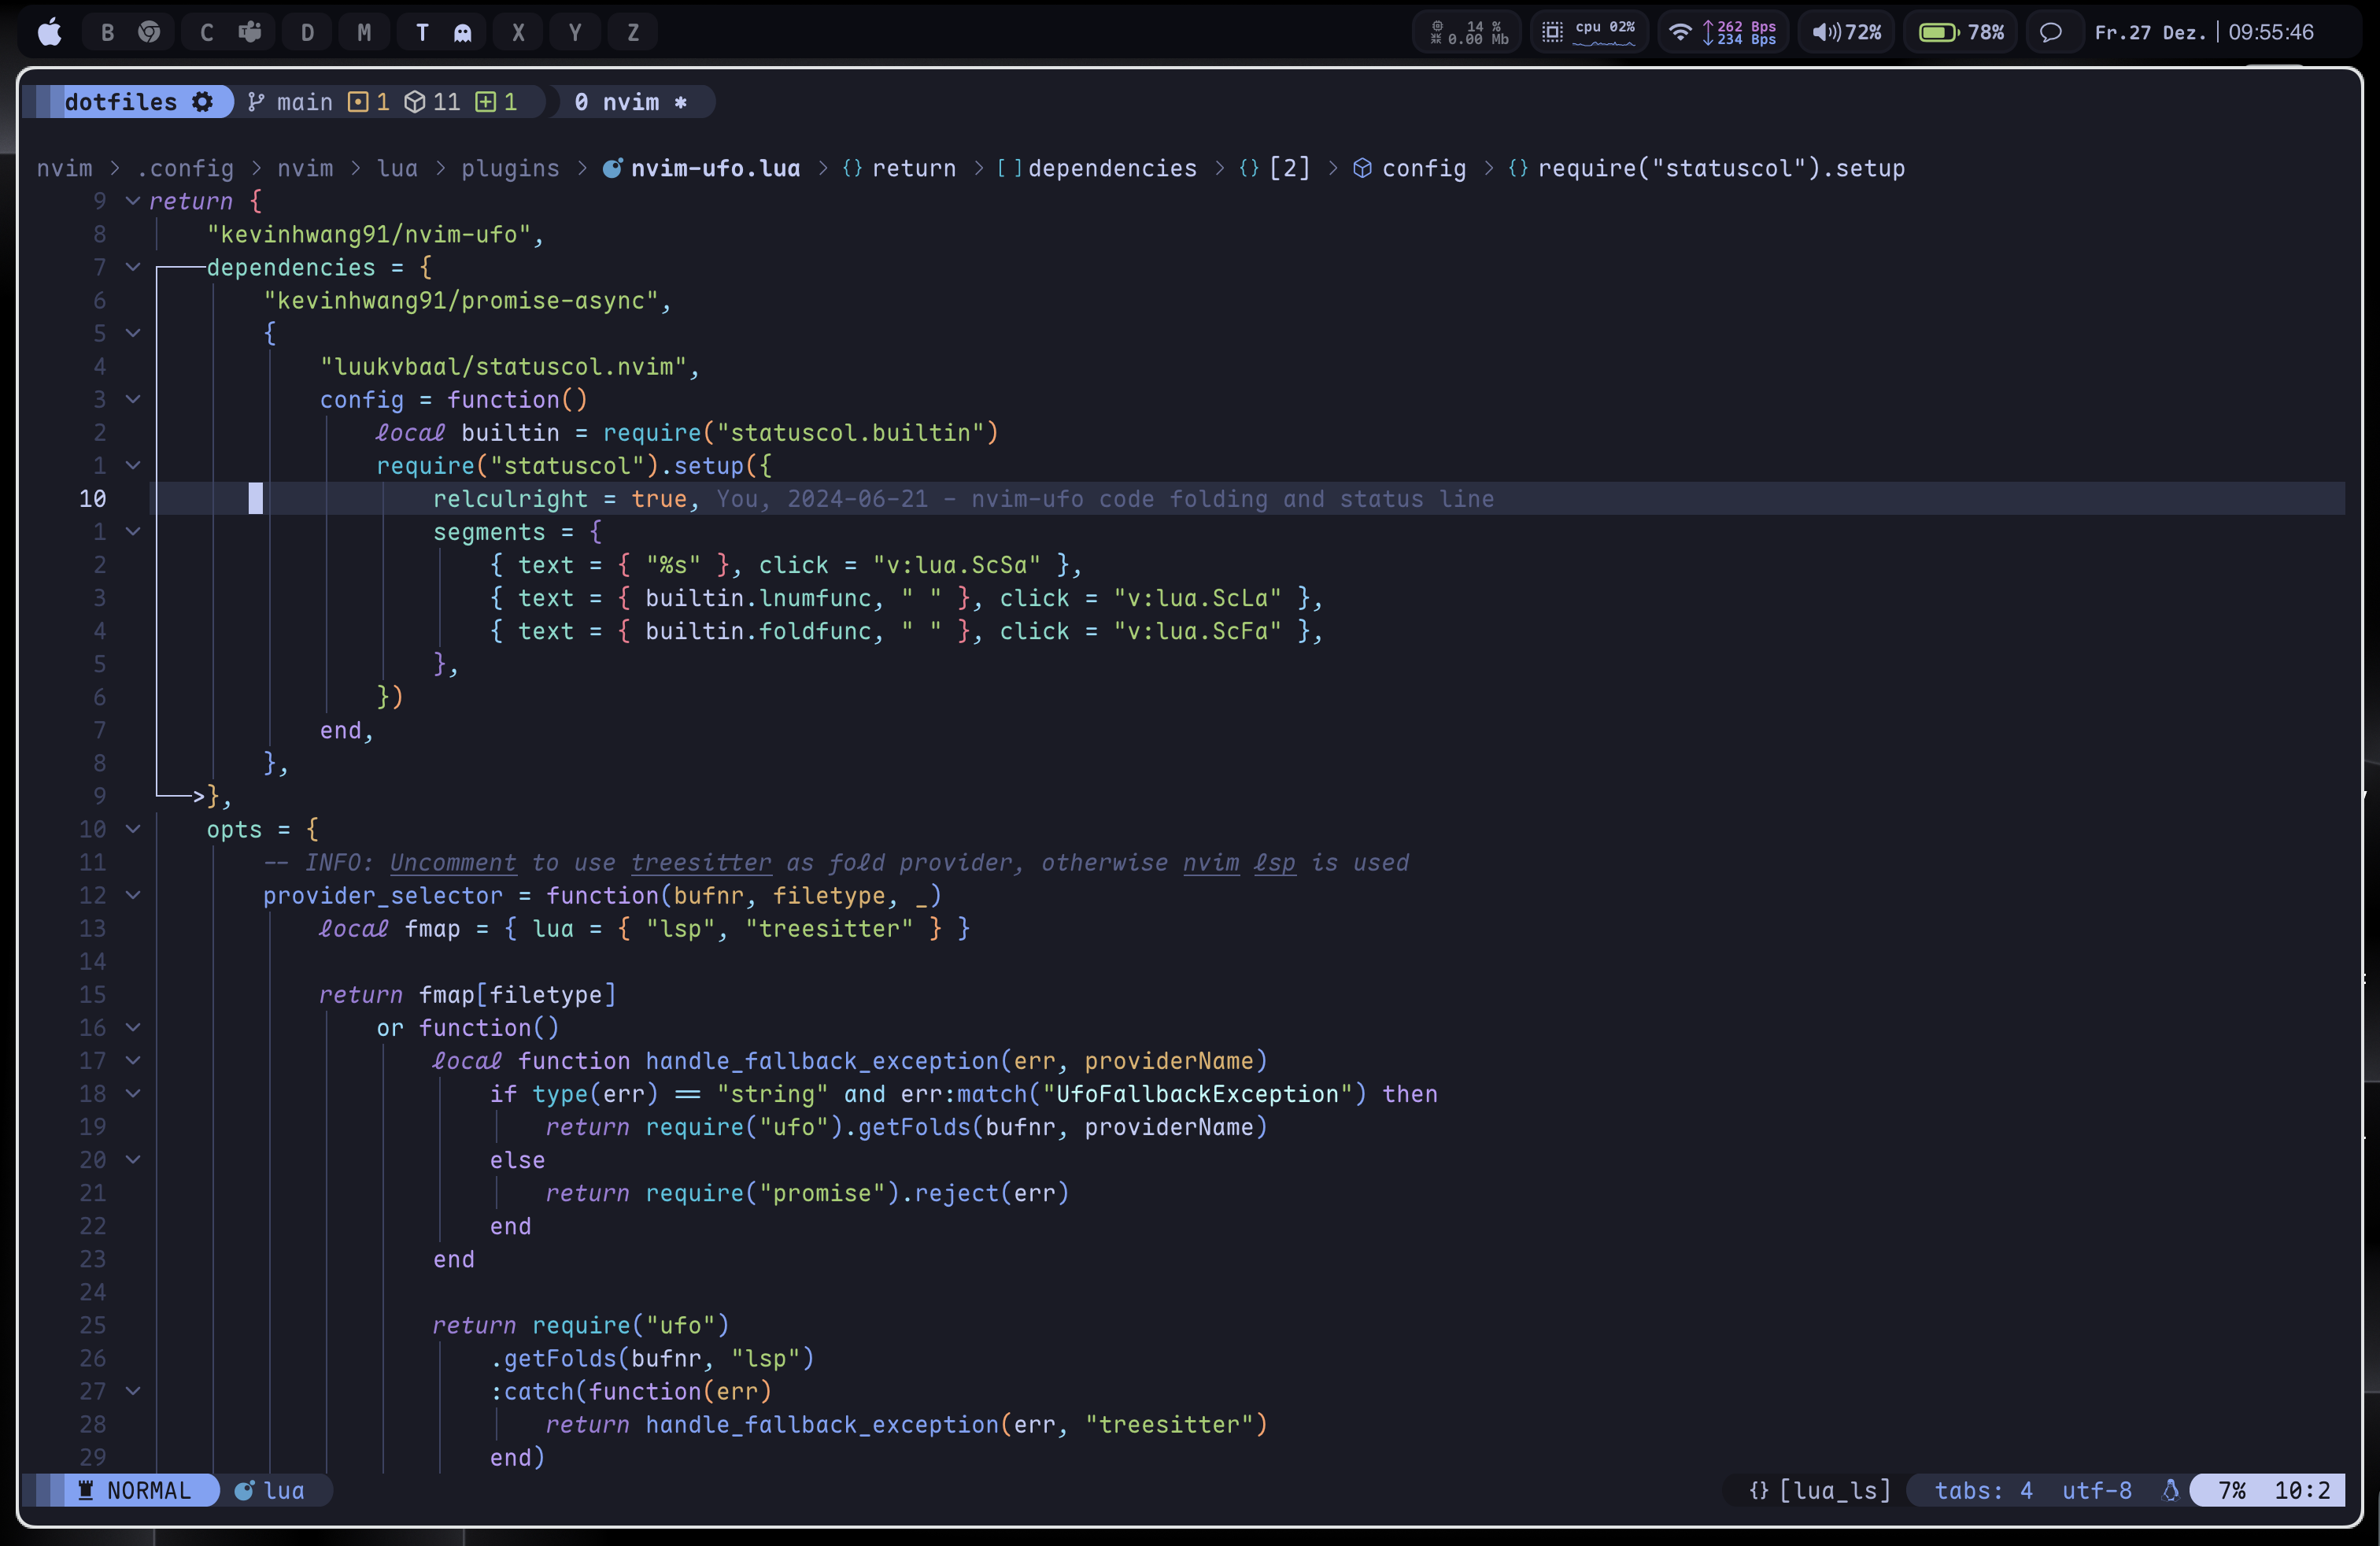 B C D M T X Y Z 14 % 0.00 Mb cpu 02% 262 Bps 234 Bps 72% 78% Fr.27 Dez. 09:55:46
dotfiles main 1 11 1 0 nvim *
nvim > .config > nvim > lua > plugins > nvim-ufo.lua > {} return > [] dependencies > {} [2] > config > {} require("statuscol").setup
9 return {
8 "kevinhwang91/nvim-ufo",
7 dependencies = {
6 "kevinhwang91/promise-async",
5 {
4 "luukvbaal/statuscol.nvim",
3 config = function()
2 local builtin = require("statuscol.builtin")
1 require("statuscol").setup({
10 relculright = true, You, 2024-06-21 - nvim-ufo code folding and status line
1 segments = {
2 { text = { "%s" }, click = "v:lua.ScSa" },
3 { text = { builtin.lnumfunc, " " }, click = "v:lua.ScLa" },
4 { text = { builtin.foldfunc, " " }, click = "v:lua.ScFa" },
5 },
6 })
7 end,
8 },
9 >},
10 opts = {
11 -- INFO: Uncomment to use treesitter as fold provider, otherwise nvim lsp is used
12 provider_selector = function(bufnr, filetype, _)
13 local fmap = { lua = { "lsp", "treesitter" } }
14
15 return fmap[filetype]
16 or function()
17 local function handle_fallback_exception(err, providerName)
18 if type(err) == "string" and err:match("UfoFallbackException") then
19 return require("ufo").getFolds(bufnr, providerName)
20 else
21 return require("promise").reject(err)
22 end
23 end
24
25 return require("ufo")
26 .getFolds(bufnr, "lsp")
27 :catch(function(err)
28 return handle_fallback_exception(err, "treesitter")
29 end)
NORMAL lua {} [lua_ls] tabs: 4 utf-8 7% 10:2